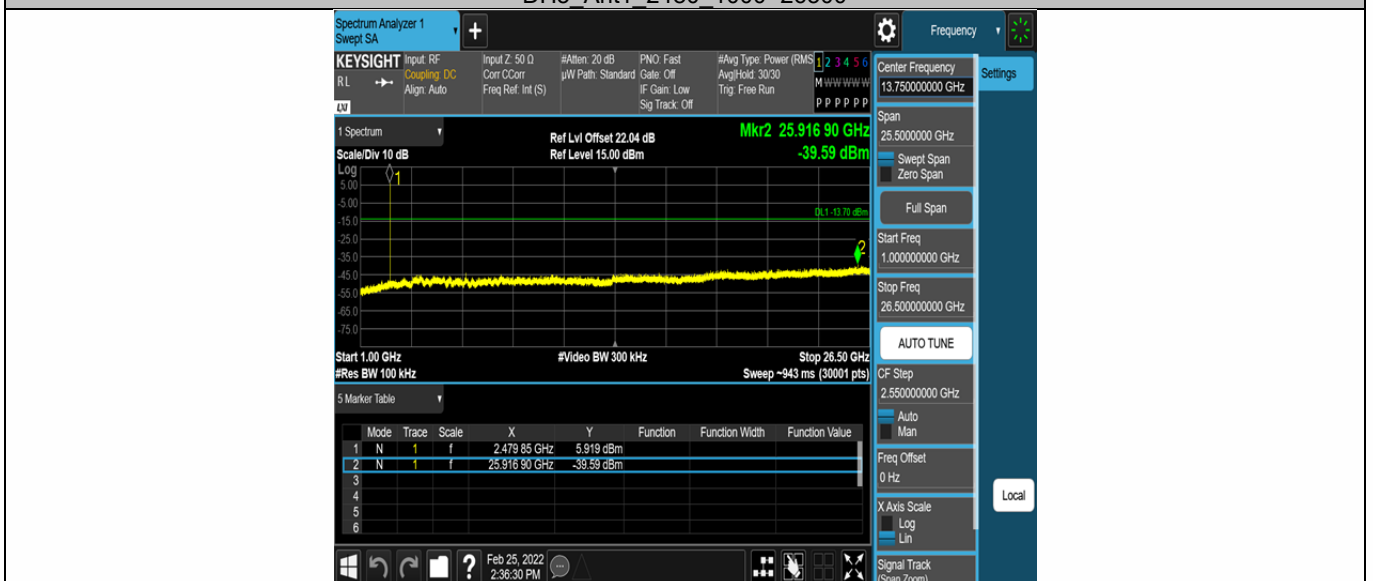 Spectrum Analyzer 1
Swept SA
+
Frequency
KEYSIGHT
RL
LXI
Input: RF
Coupling: DC
Align: Auto
Input Z: 50 Ω
Corr CCorr
Freq Ref: Int (S)
#Atten: 20 dB
µW Path: Standard
PNO: Fast
Gate: Off
IF Gain: Low
Sig Track: Off
#Avg Type: Power (RMS
Avg|Hold: 30/30
Trig: Free Run
1 2 3 4 5 6
M W W W W W
P P P P P P
1 Spectrum
Scale/Div 10 dB
Log
Ref Lvl Offset 22.04 dB
Ref Level 15.00 dBm
Mkr2 25.916 90 GHz
-39.59 dBm
1
5.00
-5.00
-15.0
DL1 -13.70 dBm
-25.0
2
-35.0
-45.0
-55.0
-65.0
-75.0
Start 1.00 GHz
#Video BW 300 kHz
Stop 26.50 GHz
#Res BW 100 kHz
Sweep ~943 ms (30001 pts)
5 Marker Table
Mode Trace Scale X Y Function Function Width Function Value
1 N 1 f 2.479 85 GHz 5.919 dBm
2 N 1 f 25.916 90 GHz -39.59 dBm
3
4
5
6
?
Feb 25, 2022
2:36:30 PM
Center Frequency
13.750000000 GHz
Settings
Span
25.5000000 GHz
Swept Span
Zero Span
Full Span
Start Freq
1.000000000 GHz
Stop Freq
26.500000000 GHz
AUTO TUNE
CF Step
2.550000000 GHz
Auto
Man
Freq Offset
0 Hz
Local
X Axis Scale
Log
Lin
Signal Track
(Span Zoom)